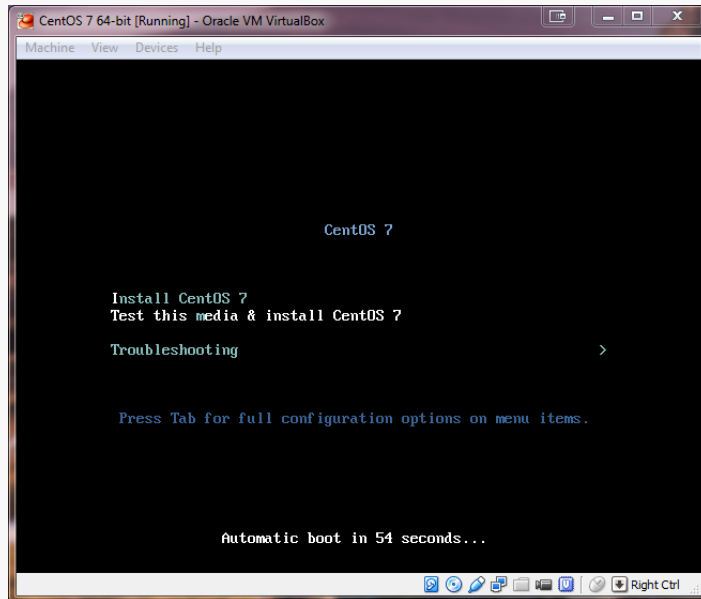 CentOS 7 64-bit [Running] - Oracle VM VirtualBox
Machine View Devices Help
CentOS 7
Install CentOS 7
Test this media & install CentOS 7
Troubleshooting >
Press Tab for full configuration options on menu items.
Automatic boot in 54 seconds...
Right Ctrl